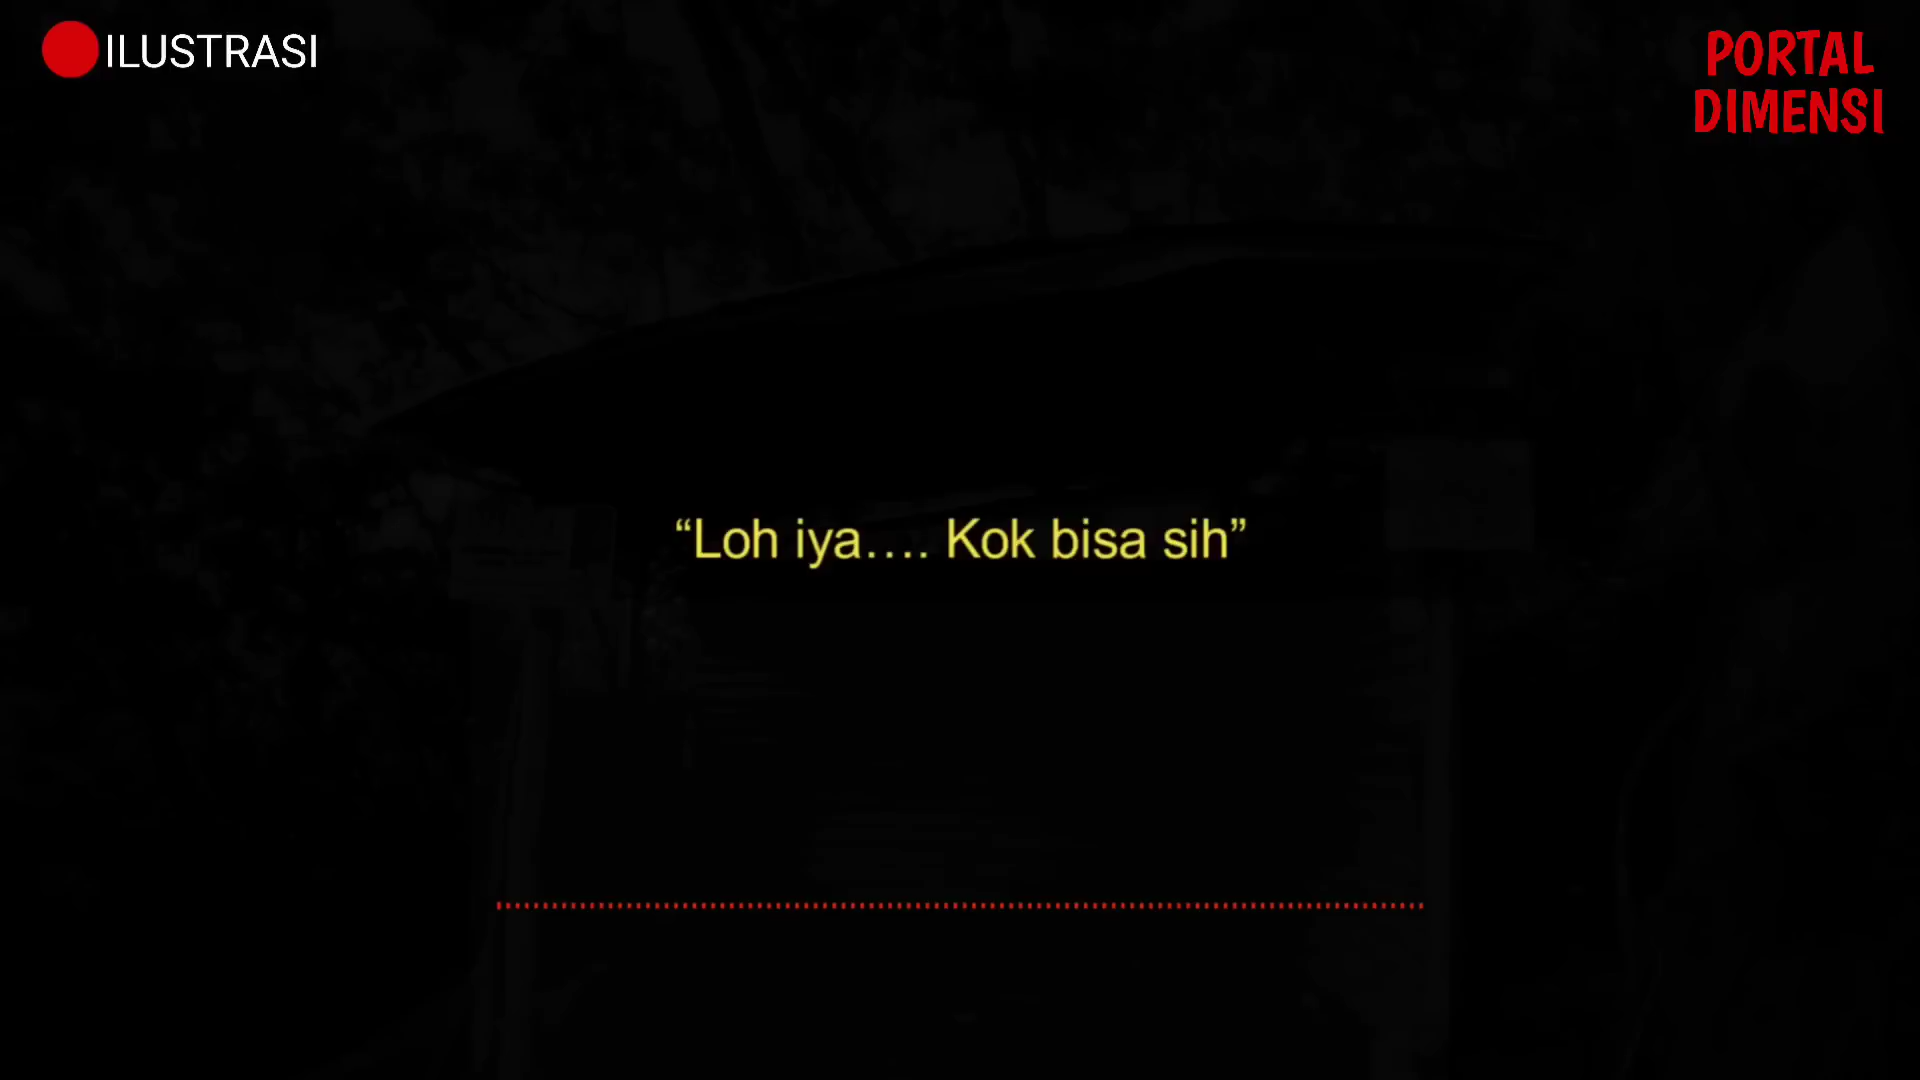 ILUSTRASI
PORTAL
DIMENSI
“Loh iya.... Kok bisa sih”